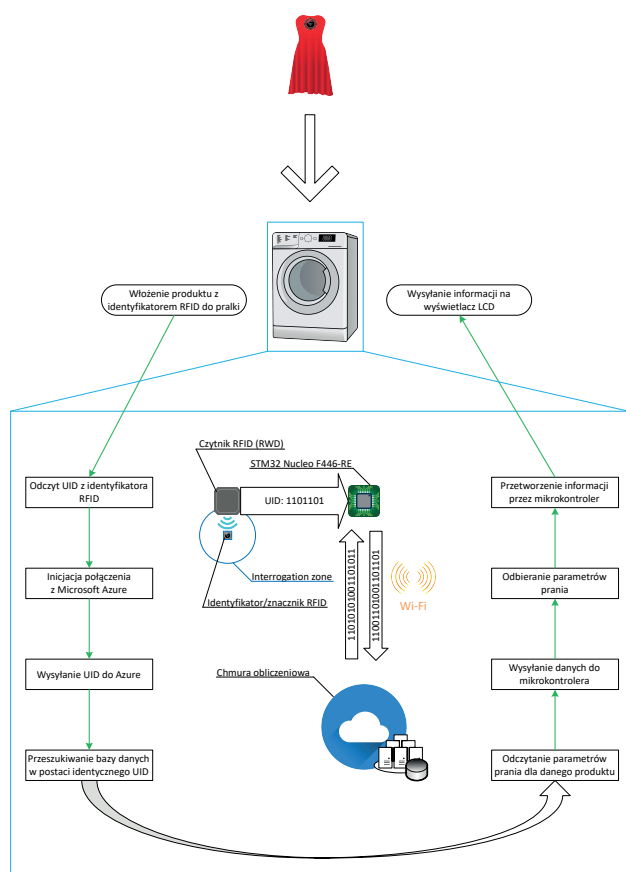 Włożenie produktu z
identyfikatorem RFID do pralki
Wysyłanie informacji na
wyświetlacz LCD
Czytnik RFID (RWD)
STM32 Nucleo F446-RE
Odczyt UID z identyfikatora
RFID
UID: 1101101
Przetworzenie informacji
przez mikrokontroler
Inicjacja połączenia
z Microsoft Azure
Interrogation zone
1101010100110101011
1100110100110 1101
Wi-Fi
Odbieranie parametrów
prania
Identyfikator/znacznik RFID
Wysyłanie UID do Azure
Chmura obliczeniowa
Wysyłanie danych do
mikrokontrolera
Przeszukiwanie bazy danych
w postaci identycznego UID
Odczytanie parametrów
prania dla danego produktu